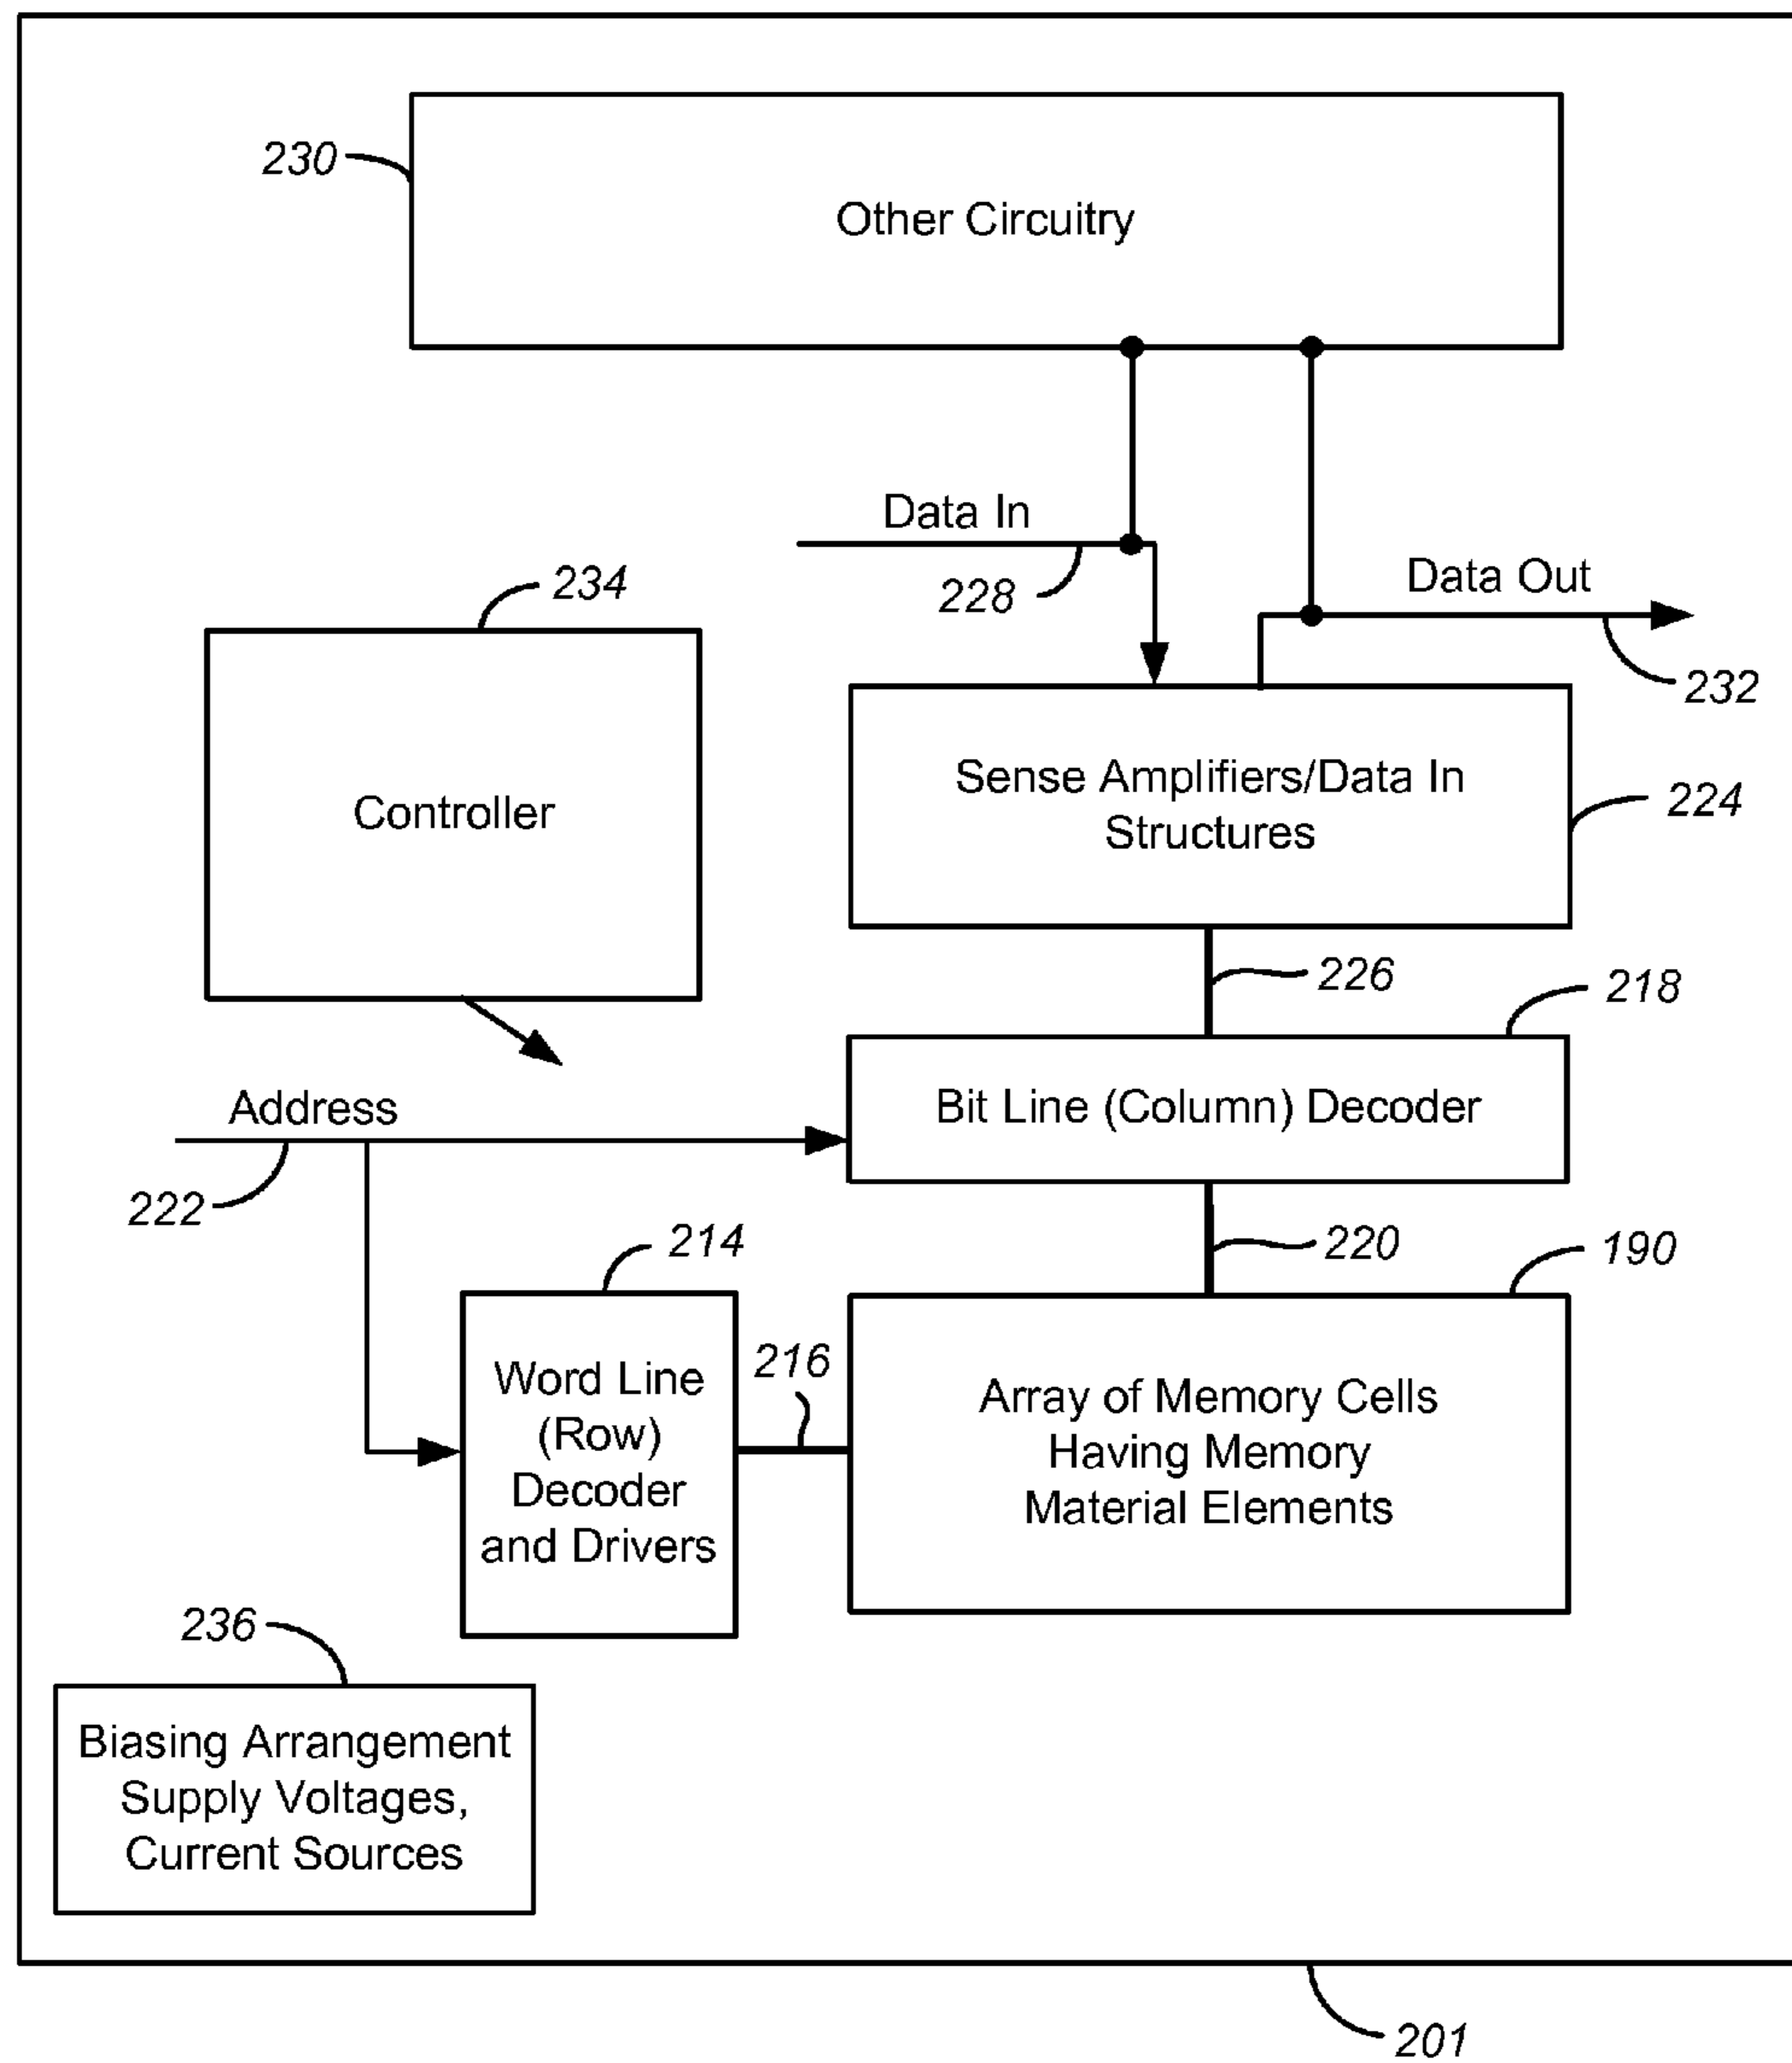 230
Other Circuitry
Data In
228
234
Data Out
232
Controller
Sense Amplifiers/Data In
Structures
224
226
218
Address
Bit Line (Column) Decoder
222
214
220
190
216
Word Line
(Row)
Decoder
and Drivers
Array of Memory Cells
Having Memory
Material Elements
236
Biasing Arrangement
Supply Voltages,
Current Sources
201